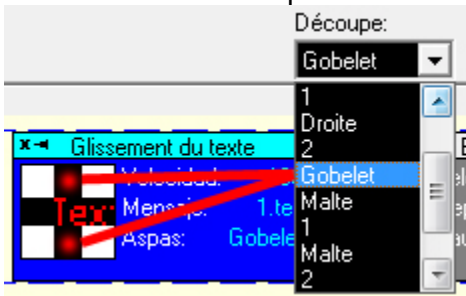 Découpe:
Gobelet
1
Droite
2
Gobelet
Malte
1
Malte
2
Glissement du texte
Velocidad:
Mensaje: 1.te
Aspas: Gobele